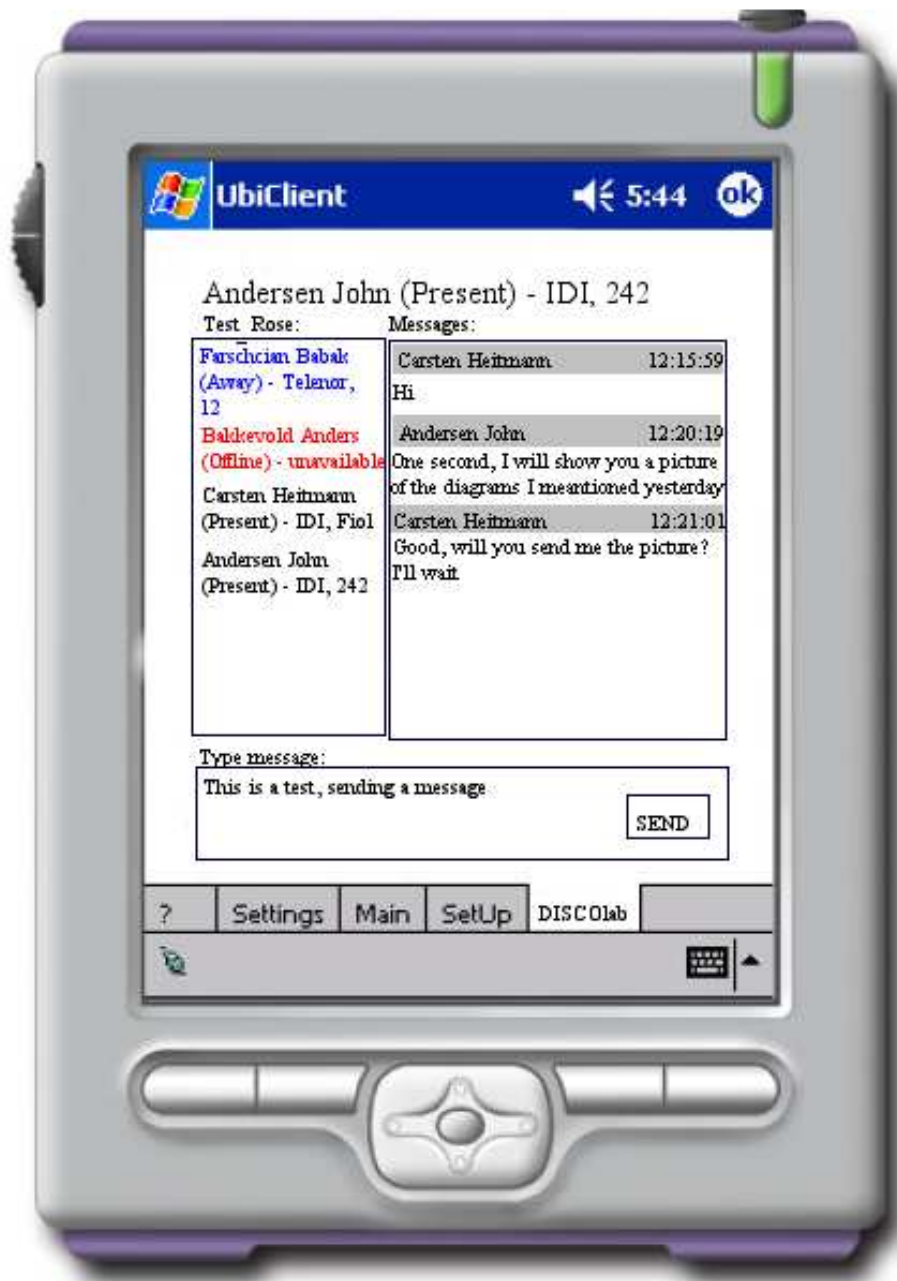 UbiClient 5:44 ok
Andersen John (Present) - IDI, 242
Test Rose:
Farschcian Babak
(Away) - Telenor,
12
Bakkevold Anders
(Offline) - unavailable
Carsten Heitmann
(Present) - IDI, Fiol
Andersen John
(Present) - IDI, 242
Messages:
Carsten Heitmann 12:15:59
Hi
Andersen John 12:20:19
One second, I will show you a picture
of the diagrams I meantioned yesterday
Carsten Heitmann 12:21:01
Good, will you send me the picture?
I'll wait
Type message:
This is a test, sending a message
SEND
? Settings Main SetUp DISCOlab